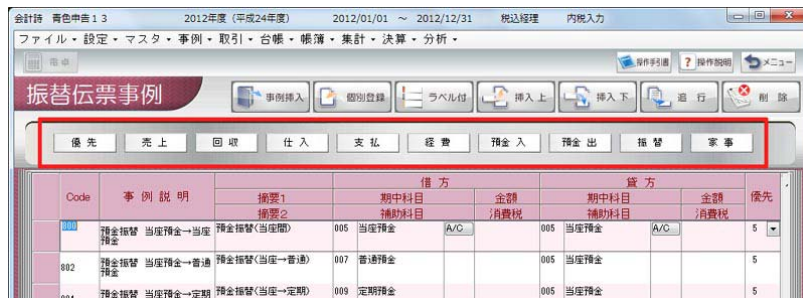 会計詩 青色申告13 2012年度(平成24年度) 2012/01/01 ~ 2012/12/31 税込経理 内税入力
ファイル・設定・マスタ・事例・取引・台帳・帳簿・集計・決算・分析・
操作手引書 操作説明 メニュー
振替伝票事例 事例挿入 個別登録 ラベル付 挿入上 挿入下 追 行 削 除
優先 売上 回収 仕入 支払 経費 預金入 預金出 振替 家事
借方 貸方
Code 事例説明 摘要1 期中科目 金額 期中科目 金額 優先
摘要2 補助科目 消費税 補助科目 消費税
800 預金振替 当座預金→当座預金 預金振替(当座間) 005 当座預金 A/C 005 当座預金 A/C 5
802 預金振替 当座預金→普通預金 預金振替(当座→普通) 007 普通預金 005 当座預金 5
預金振替 当座預金→定期 預金振替(当座→定期) 009 定期預金 005 当座預金 5